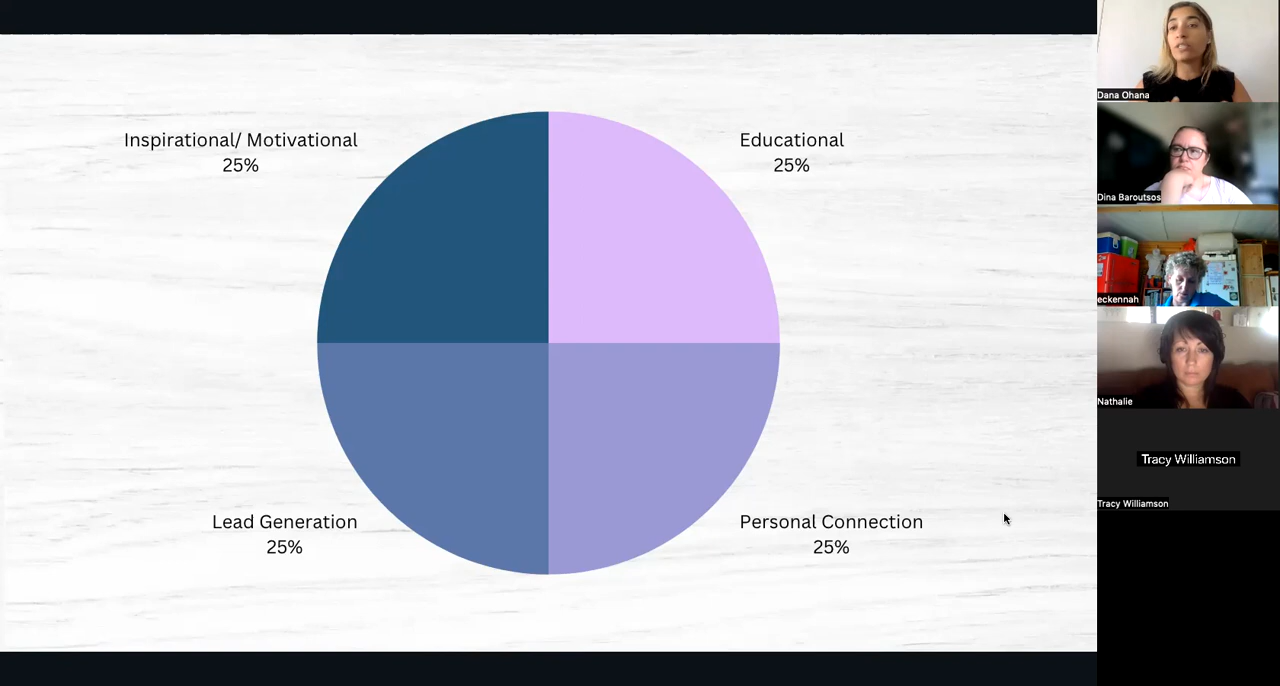 Inspirational/ Motivational
25%
Educational
25%
Lead Generation
25%
Personal Connection
25%
Dana Ohana
Dina Baroutsos
eckennah
Nathalie
Tracy Williamson
Tracy Williamson